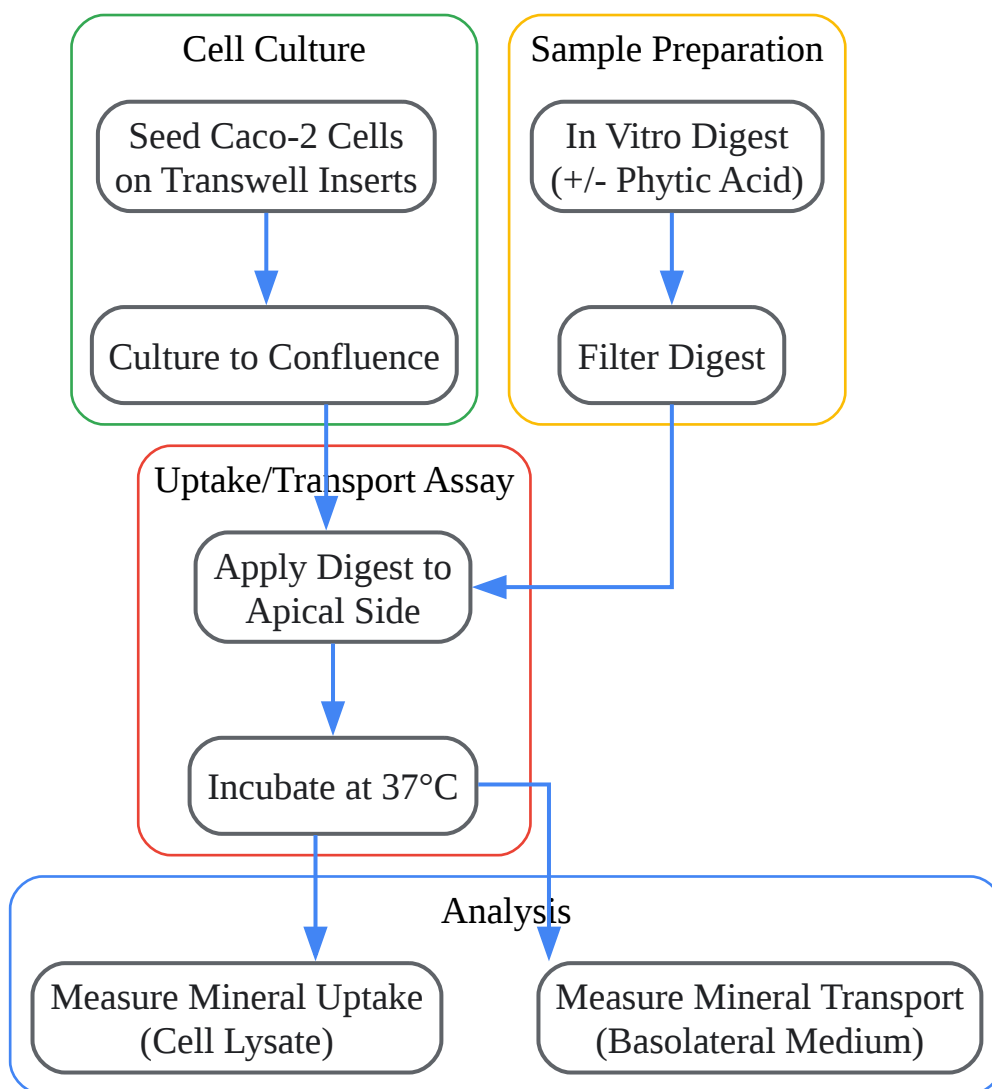 Cell Culture
Seed Caco-2 Cells
on Transwell Inserts
Culture to Confluence
Sample Preparation
In Vitro Digest
(+/- Phytic Acid)
Filter Digest
Uptake/Transport Assay
Apply Digest to
Apical Side
Incubate at 37°C
Analysis
Measure Mineral Uptake
(Cell Lysate)
Measure Mineral Transport
(Basolateral Medium)